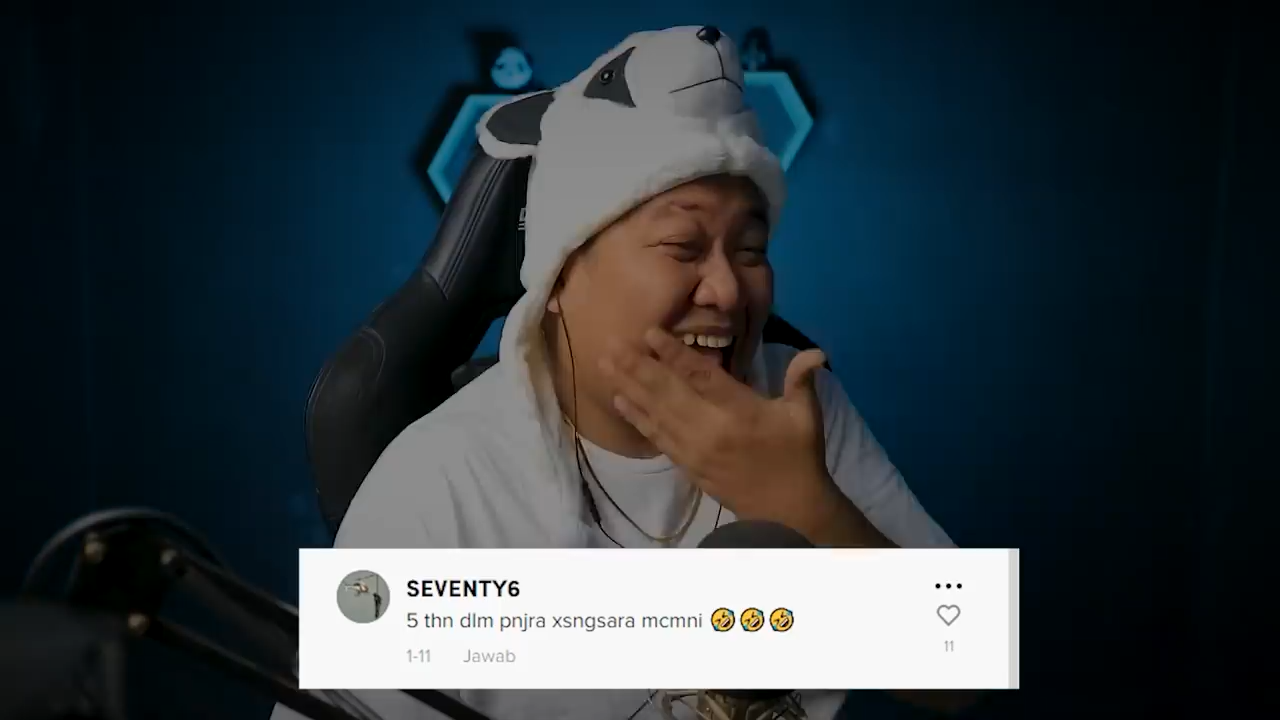 SEVENTY6
5 thn dlm pnjra xsngsara mcmni 🤣🤣🤣
1-11 Jawab
11